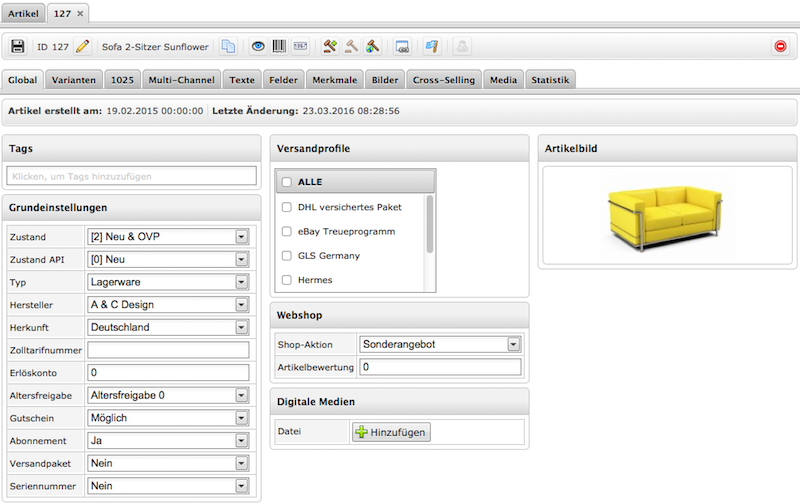 Artikel 127
ID 127 Sofa 2-Sitzer Sunflower
Global Varianten 1025 Multi-Channel Texte Felder Merkmale Bilder Cross-Selling Media Statistik
Artikel erstellt am: 19.02.2015 00:00:00 Letzte Änderung: 23.03.2016 08:28:56
Tags
Klicken, um Tags hinzuzufügen
Grundeinstellungen
Zustand [2] Neu & OVP
Zustand API [0] Neu
Typ Lagerware
Hersteller A & C Design
Herkunft Deutschland
Zolltarifnummer
Erlöskonto 0
Altersfreigabe Altersfreigabe 0
Gutschein Möglich
Abonnement Ja
Versandpaket Nein
Seriennummer Nein
Versandprofile
ALLE
DHL versichertes Paket
eBay Treueprogramm
GLS Germany
Hermes
Webshop
Shop-Aktion Sonderangebot
Artikelbewertung 0
Digitale Medien
Datei Hinzufügen
Artikelbild